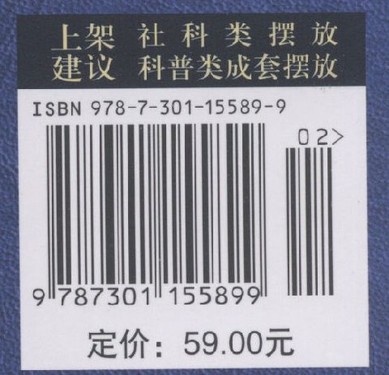 上架 社科类摆放
建议 科普类成套摆放
ISBN 978-7-301-15589-9
02>
9 787301 155899
定价：59.00元